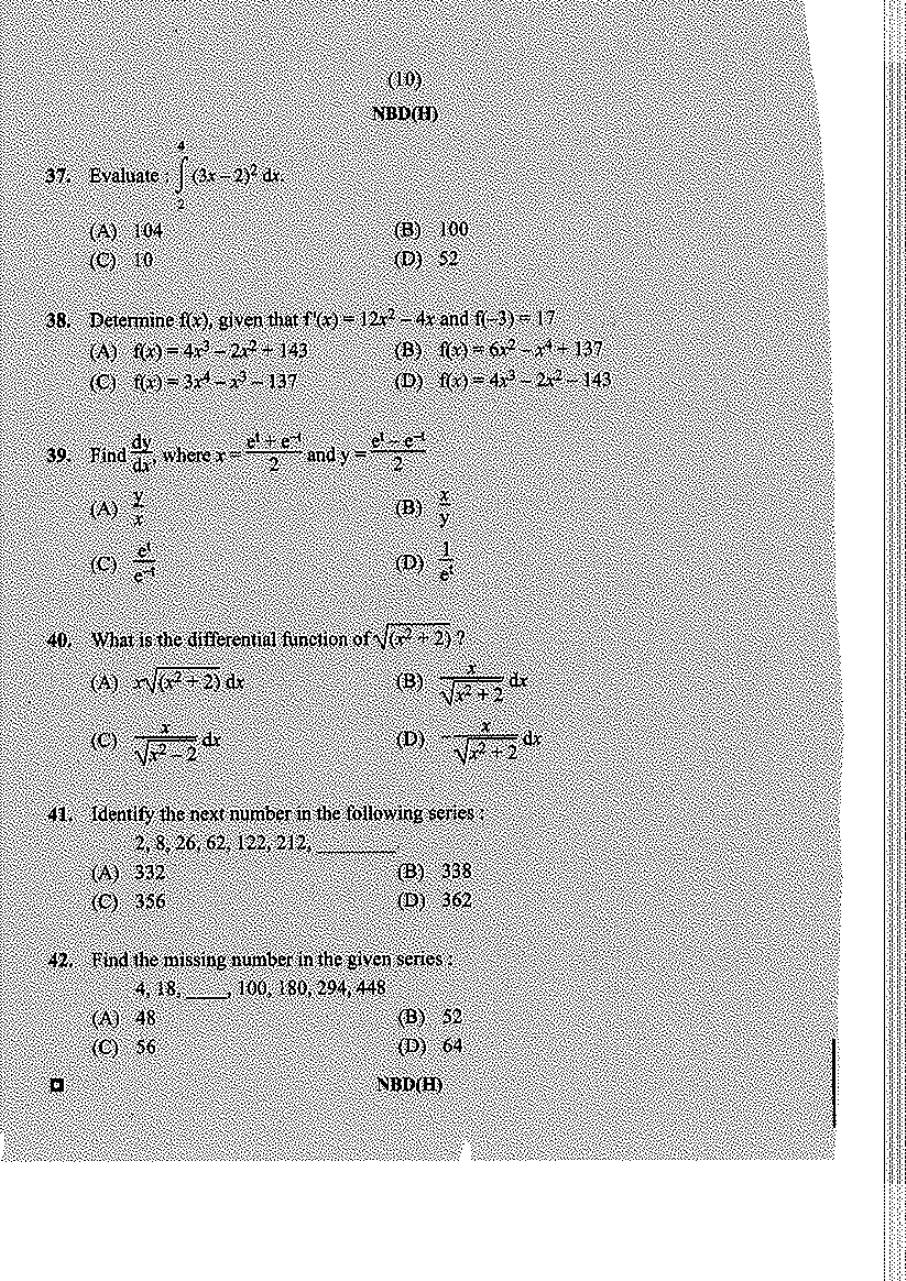 (10)
NBD(H)
37. Evaluate : ∫₂⁴ (3x – 2)² dx.
(A) 104 (B) 100
(C) 10 (D) 52
38. Determine f(x), given that f'(x) = 12x² – 4x and f(–3) = 17
(A) f(x) = 4x³ – 2x² + 143 (B) f(x) = 6x² – x⁴ + 137
(C) f(x) = 3x⁴ – x³ – 137 (D) f(x) = 4x³ – 2x² – 143
39. Find dy/dx, where x = (eᵗ + e⁻ᵗ)/2 and y = (eᵗ – e⁻ᵗ)/2
(A) y/x (B) x/y
(C) eᵗ/e⁻ᵗ (D) 1/eᵗ
40. What is the differential function of √(x² + 2) ?
(A) x√(x² + 2) dx (B) x/√(x² + 2) dx
(C) x/√(x² – 2) dx (D) –x/√(x² + 2) dx
41. Identify the next number in the following series :
2, 8, 26, 62, 122, 212, ________
(A) 332 (B) 338
(C) 356 (D) 362
42. Find the missing number in the given series :
4, 18, ____, 100, 180, 294, 448
(A) 48 (B) 52
(C) 56 (D) 64
NBD(H)